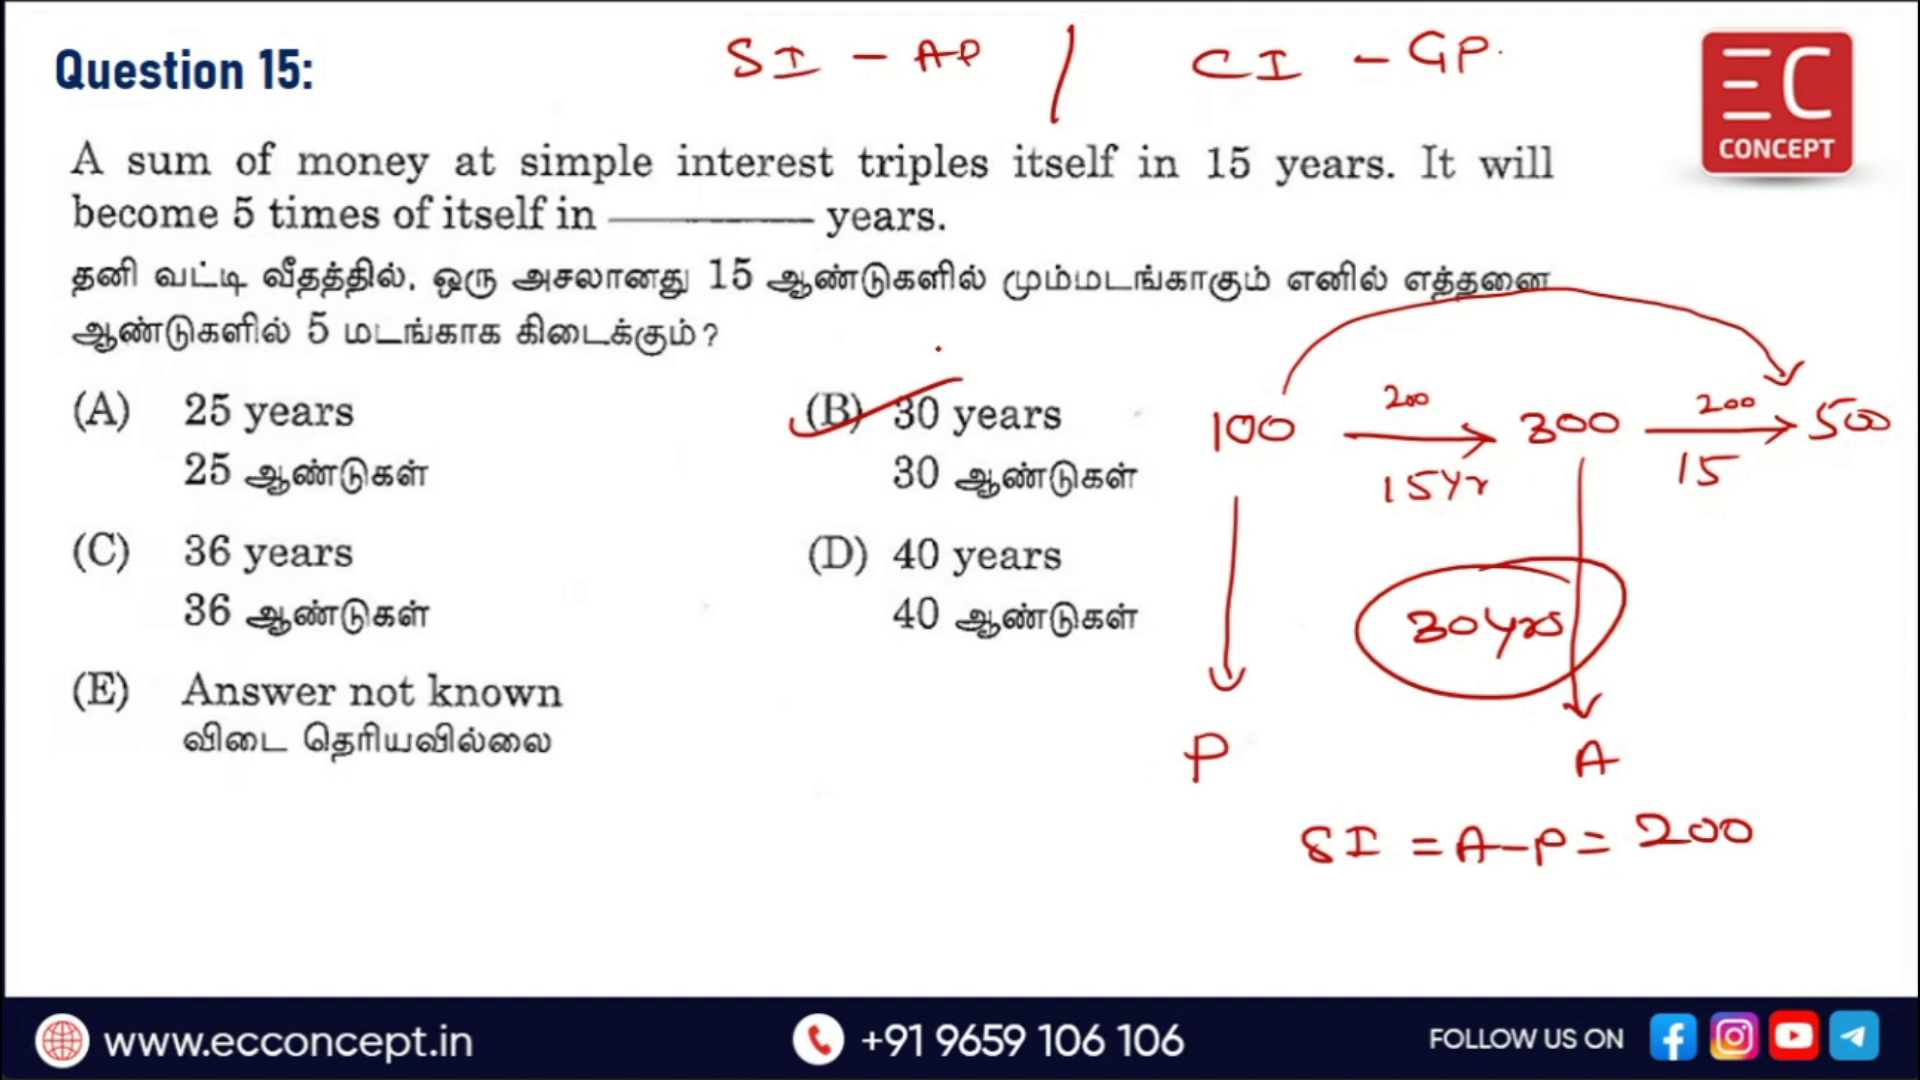 Question 15:
SI - AP / CI - GP.
EC
CONCEPT
A sum of money at simple interest triples itself in 15 years. It will
become 5 times of itself in ———— years.
தனி வட்டி வீதத்தில், ஒரு அசலானது 15 ஆண்டுகளில் மும்மடங்காகும் எனில் எத்தனை
ஆண்டுகளில் 5 மடங்காக கிடைக்கும்?
(A) 25 years
25 ஆண்டுகள்
(B) 30 years
30 ஆண்டுகள்
(C) 36 years
36 ஆண்டுகள்
(D) 40 years
40 ஆண்டுகள்
(E) Answer not known
விடை தெரியவில்லை
200 200
100 → 300 → 500
15Yr 15
30yrs
P A
SI = A-P = 200
www.ecconcept.in
+91 9659 106 106
FOLLOW US ON